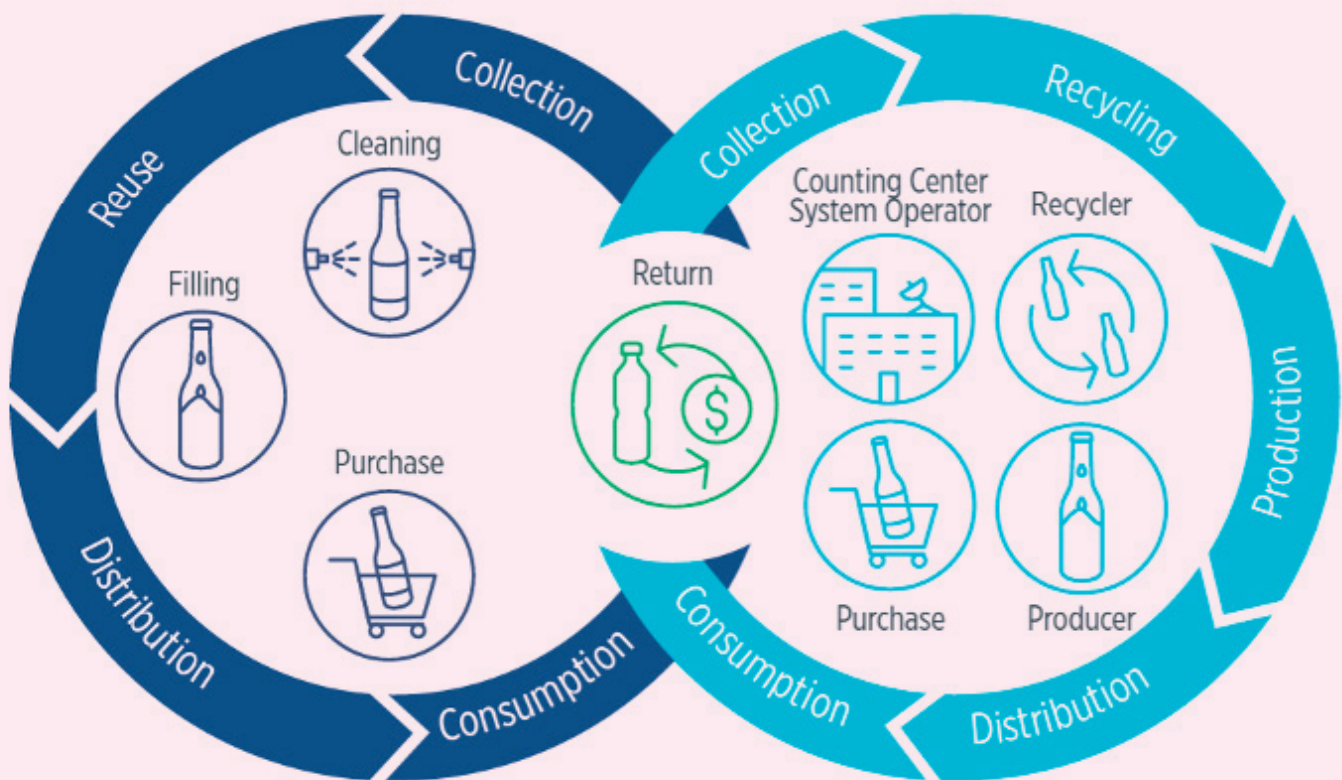 Collection
Reuse
Distribution
Consumption
Cleaning
Filling
Purchase
Return
$
Collection
Recycling
Production
Distribution
Consumption
Counting Center
System Operator
Recycler
Purchase
Producer